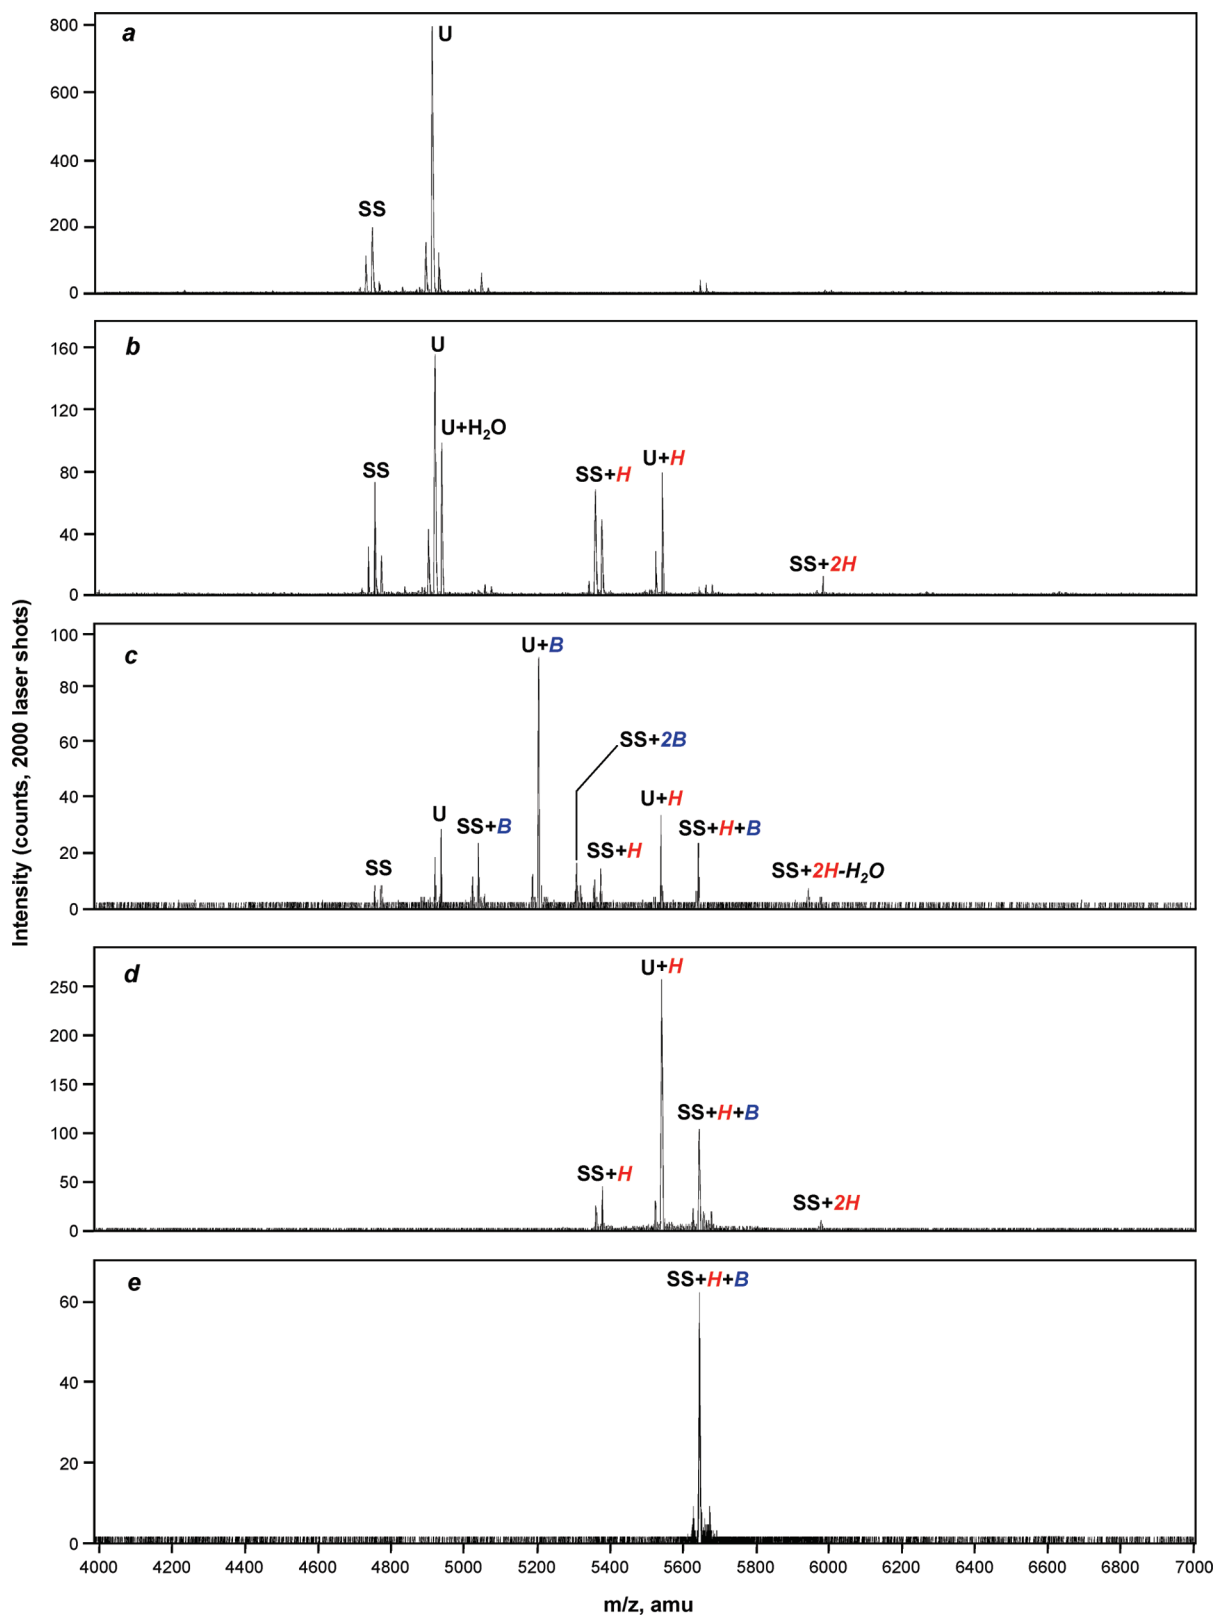 Intensity (counts, 2000 laser shots)
a
800
600
400
200
0
SS
U
b
160
120
80
40
0
SS
U
U+H₂O
SS+H
U+H
SS+2H
c
100
80
60
40
20
0
SS
U
SS+B
U+B
SS+2B
SS+H
U+H
SS+H+B
SS+2H-H₂O
d
250
200
150
100
50
0
SS+H
U+H
SS+H+B
SS+2H
e
60
40
20
0
SS+H+B
4000 4200 4400 4600 4800 5000 5200 5400 5600 5800 6000 6200 6400 6600 6800 7000
m/z, amu